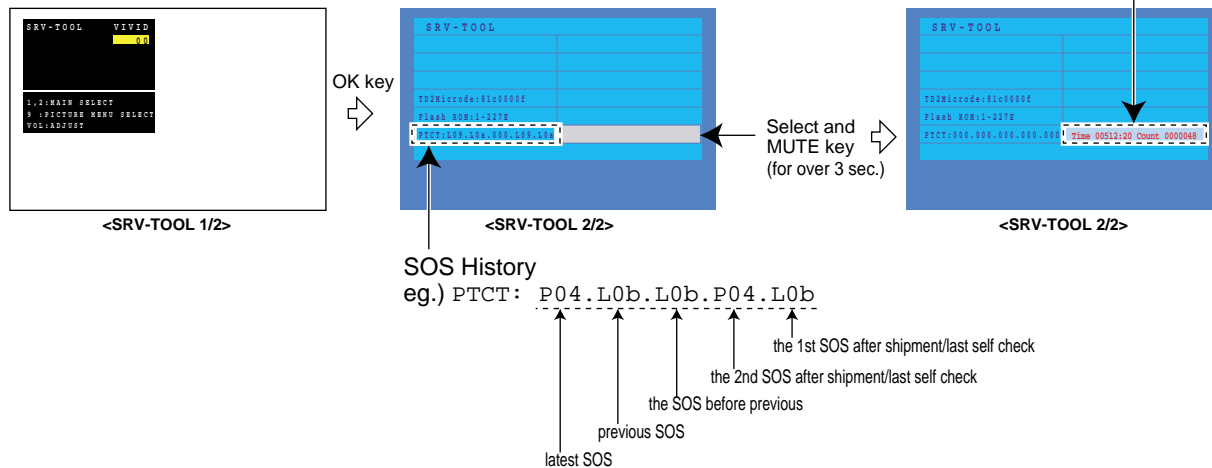 SRV-TOOL VIVID
00
1,2:MAIN SELECT
9 :PICTURE MENU SELECT
VOL:ADJUST
<SRV-TOOL 1/2>
OK key
SRV-TOOL
TD2Microde:81c0000f
Flash ROM:1-227E
PTCT:L09.L0a.000.L09.L0a
<SRV-TOOL 2/2>
Select and
MUTE key
(for over 3 sec.)
SRV-TOOL
TD2Microde:81c0000f
Flash ROM:1-227E
PTCT:000.000.000.000.000 Time 00512:20 Count 0000048
<SRV-TOOL 2/2>
SOS History
eg.) PTCT: P04.L0b.L0b.P04.L0b
the 1st SOS after shipment/last self check
the 2nd SOS after shipment/last self check
the SOS before previous
previous SOS
latest SOS